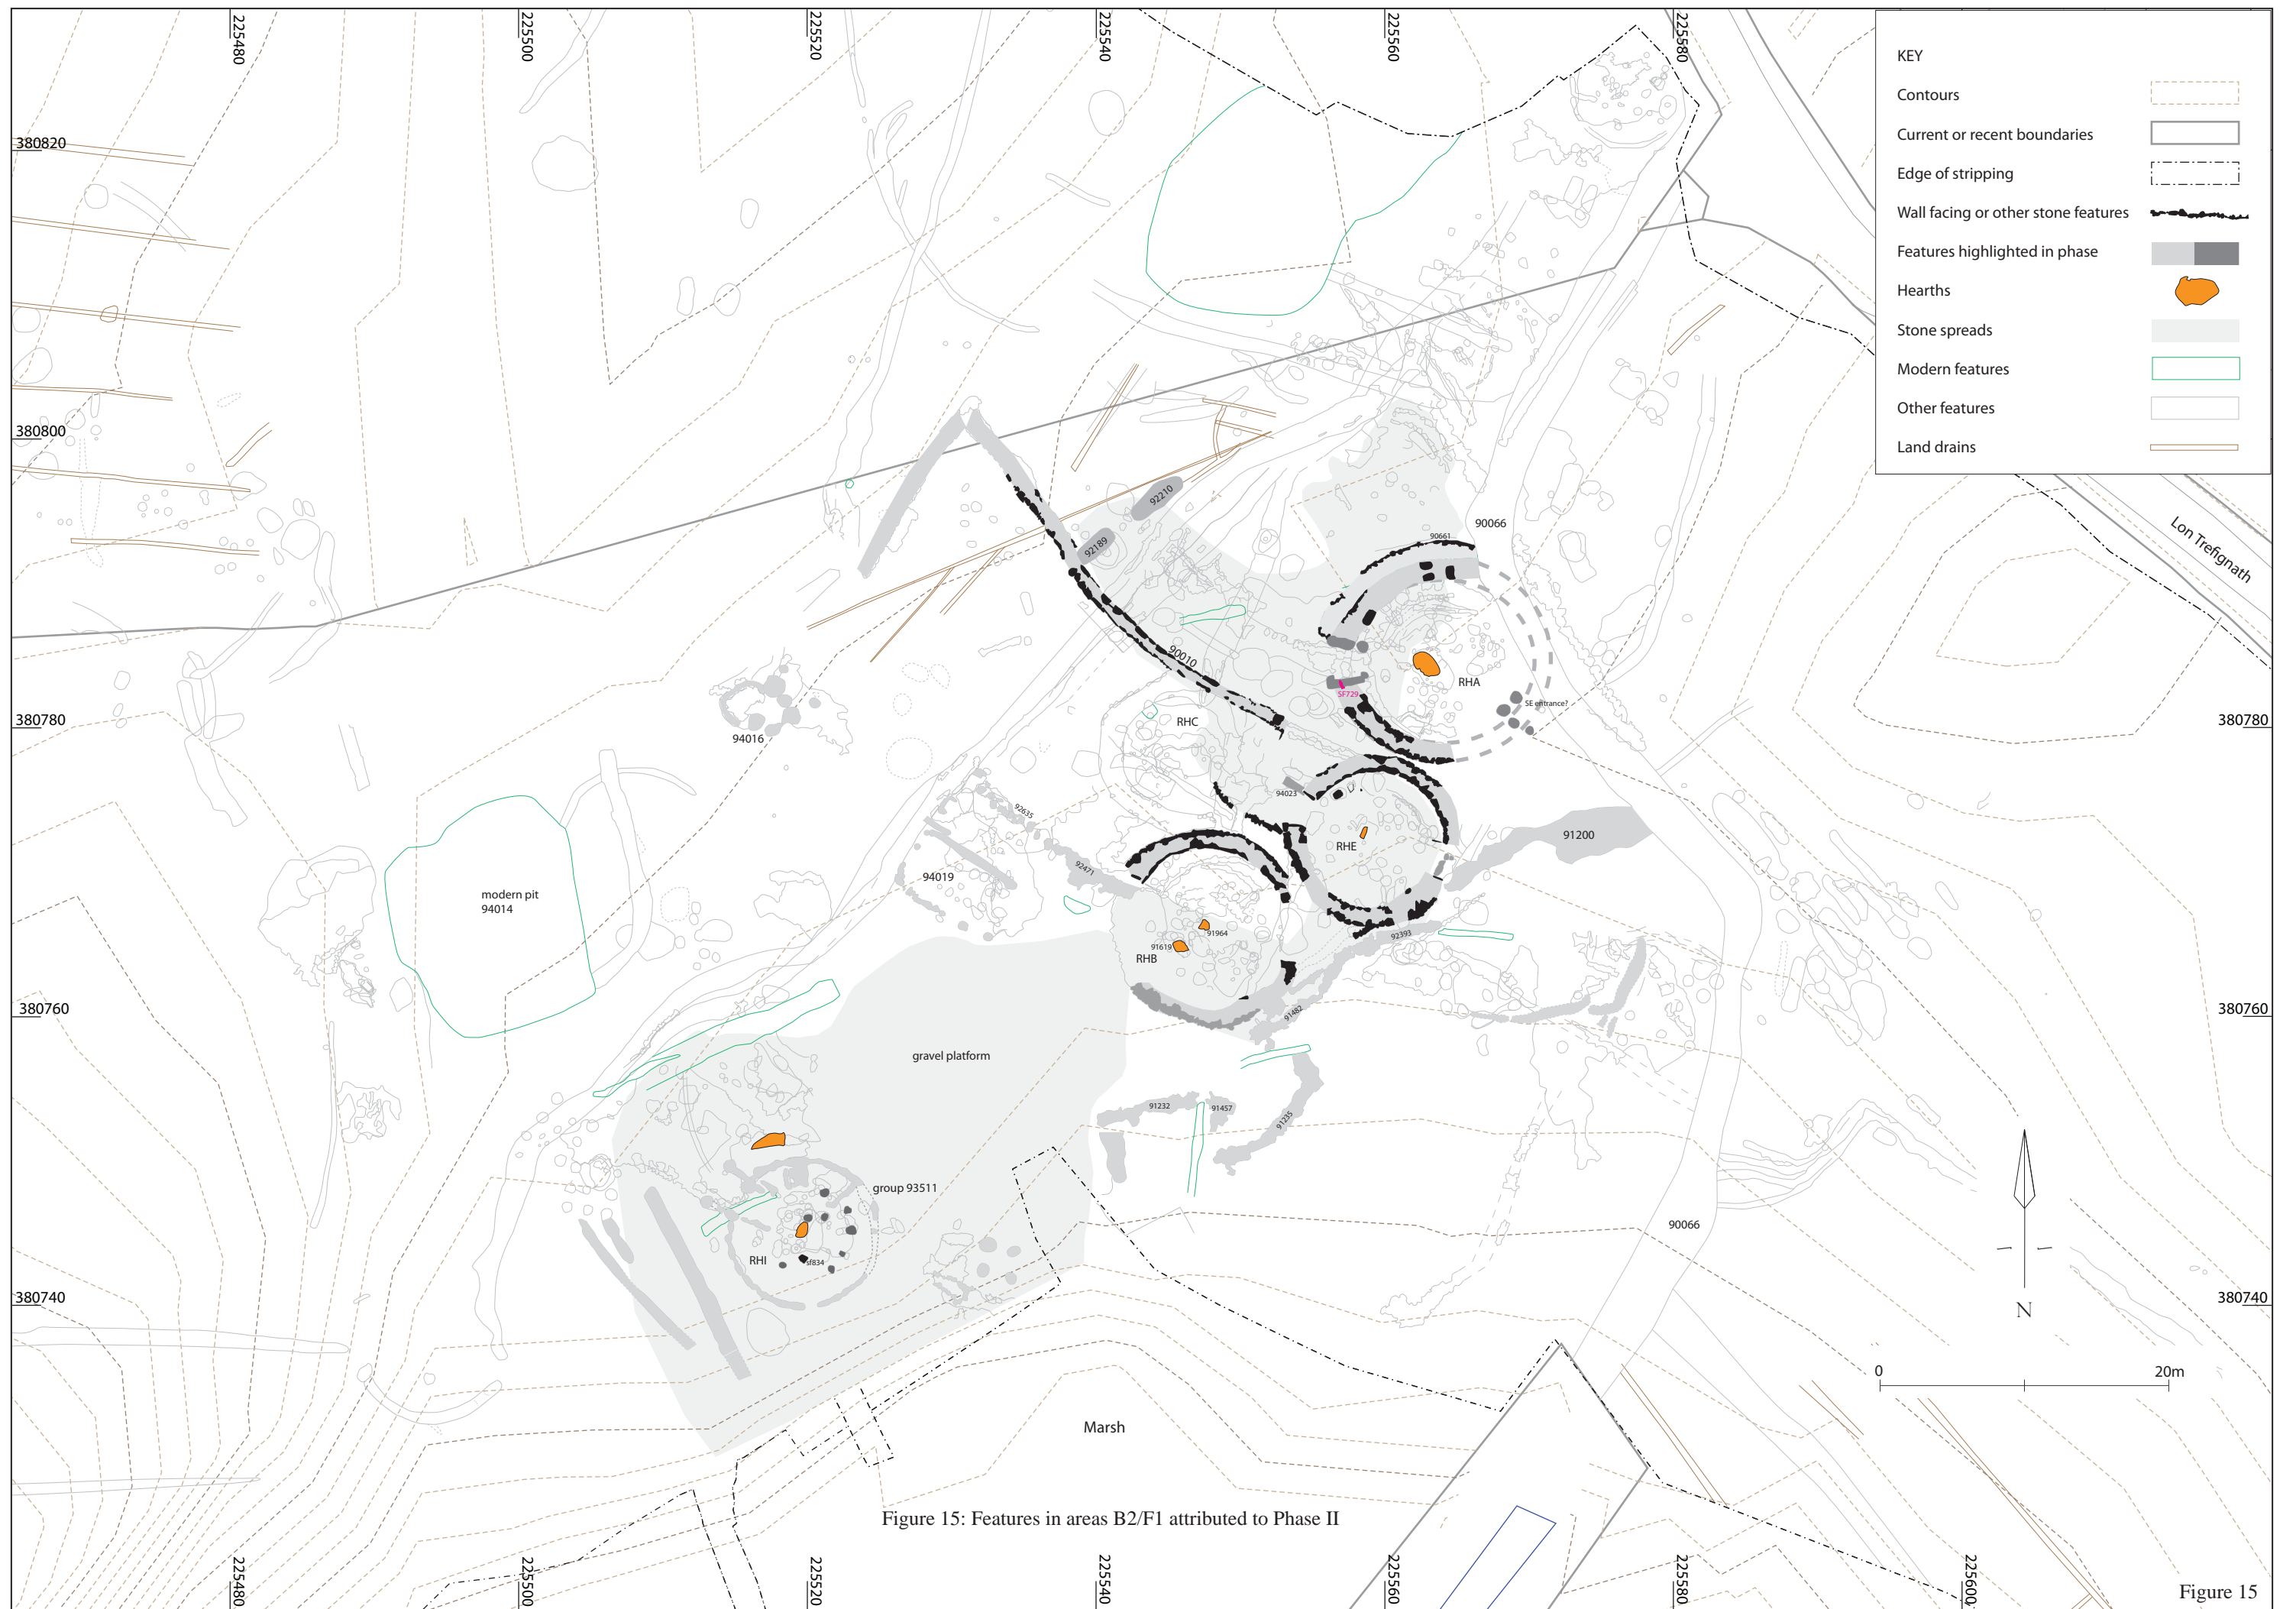 225480
225500
225520
225540
225560
225580
KEY
Contours
Current or recent boundaries
Edge of stripping
Wall facing or other stone features
Features highlighted in phase
Hearths
Stone spreads
Modern features
Other features
Land drains
380820
380800
92210
92189
90066
90661
Lon Trefignath
90010
RHA
SF729
SE entrance?
RHC
94016
380780
380780
94023
92635
91200
RHE
92471
94019
modern pit
94014
91964
91619
RHB
92393
380760
380760
91482
gravel platform
91232
91457
91235
group 93511
90066
RHI
sf834
380740
380740
N
0
20m
Marsh
Figure 15: Features in areas B2/F1 attributed to Phase II
225480
225500
225520
225540
225560
225580
225600
Figure 15